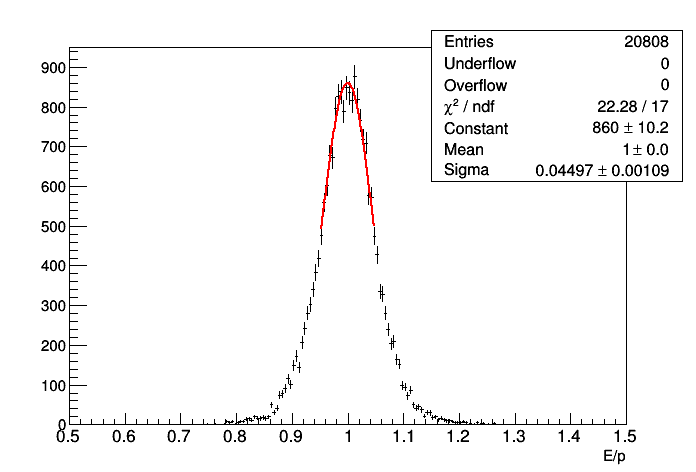 Entries 20808
Underflow 0
Overflow 0
χ² / ndf 22.28 / 17
Constant 860 ± 10.2
Mean 1 ± 0.0
Sigma 0.04497 ± 0.00109
900
800
700
600
500
400
300
200
100
0
0.5 0.6 0.7 0.8 0.9 1 1.1 1.2 1.3 1.4 1.5
E/p